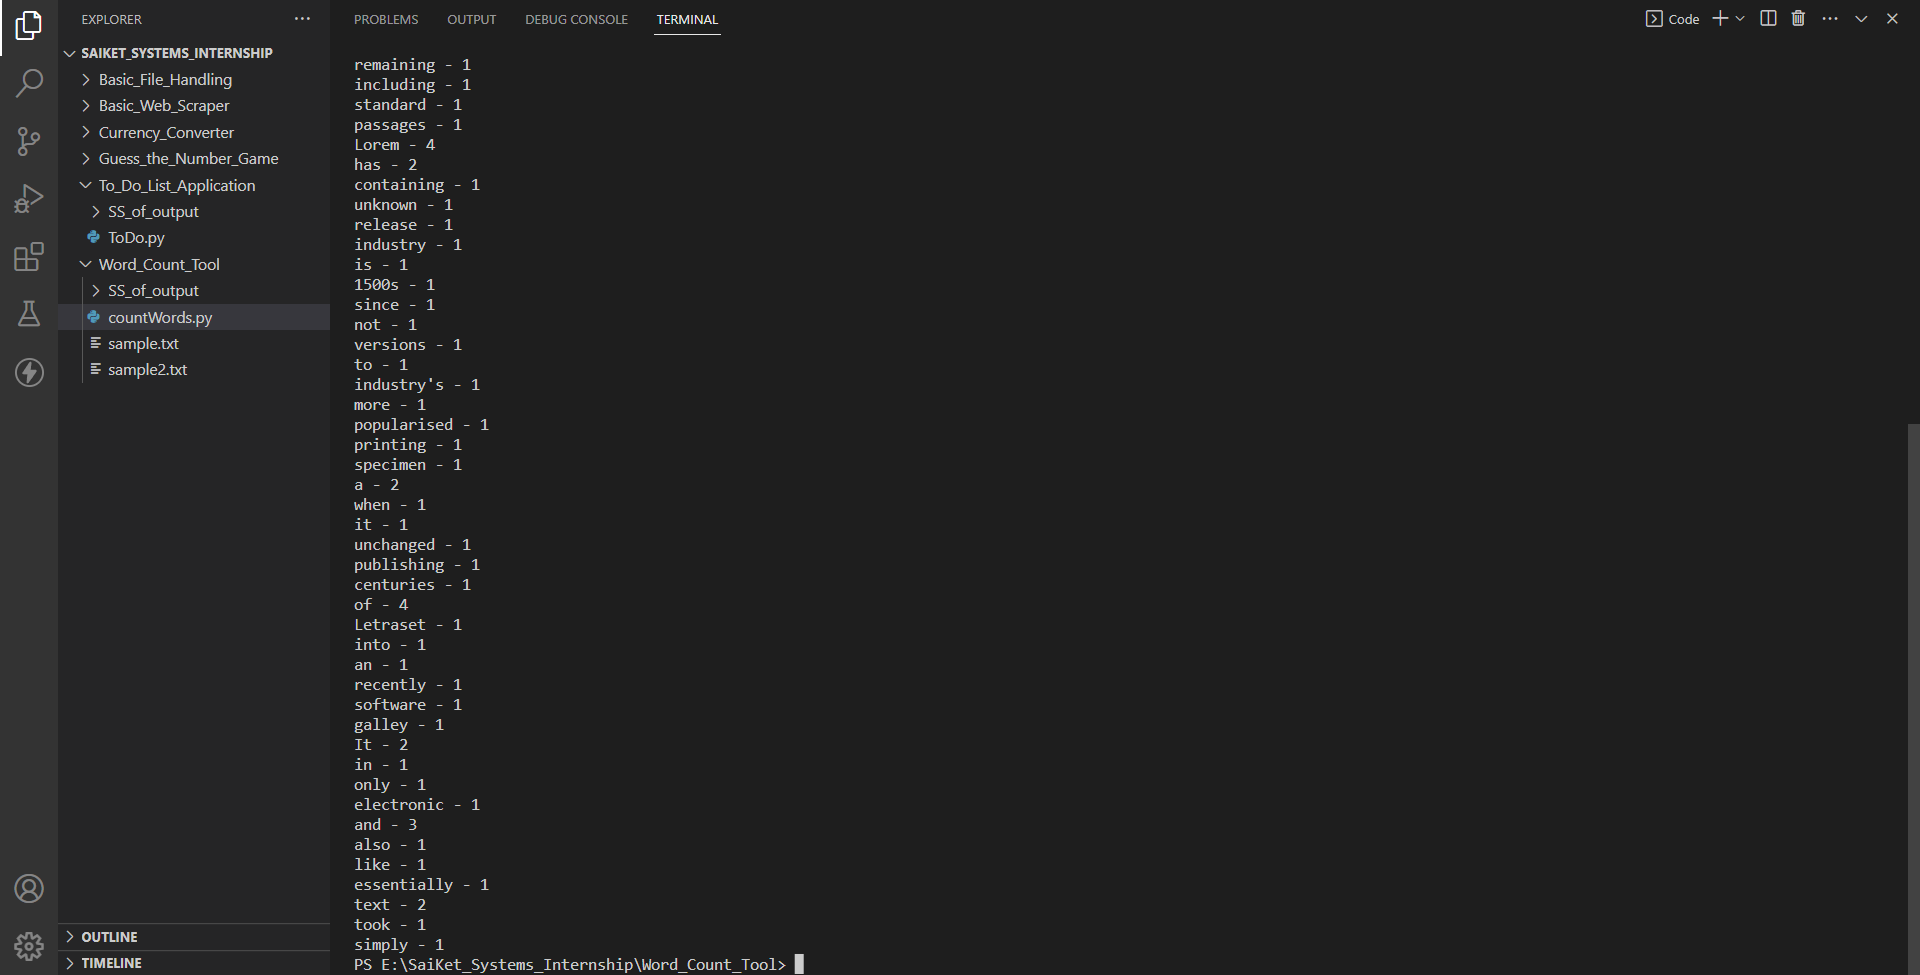 EXPLORER
SAIKET_SYSTEMS_INTERNSHIP
Basic_File_Handling
Basic_Web_Scraper
Currency_Converter
Guess_the_Number_Game
To_Do_List_Application
SS_of_output
ToDo.py
Word_Count_Tool
SS_of_output
countWords.py
sample.txt
sample2.txt
OUTLINE
TIMELINE
PROBLEMS OUTPUT DEBUG CONSOLE TERMINAL
Code
remaining - 1
including - 1
standard - 1
passages - 1
Lorem - 4
has - 2
containing - 1
unknown - 1
release - 1
industry - 1
is - 1
1500s - 1
since - 1
not - 1
versions - 1
to - 1
industry's - 1
more - 1
popularised - 1
printing - 1
specimen - 1
a - 2
when - 1
it - 1
unchanged - 1
publishing - 1
centuries - 1
of - 4
Letraset - 1
into - 1
an - 1
recently - 1
software - 1
galley - 1
It - 2
in - 1
only - 1
electronic - 1
and - 3
also - 1
like - 1
essentially - 1
text - 2
took - 1
simply - 1
PS E:\SaiKet_Systems_Internship\Word_Count_Tool>